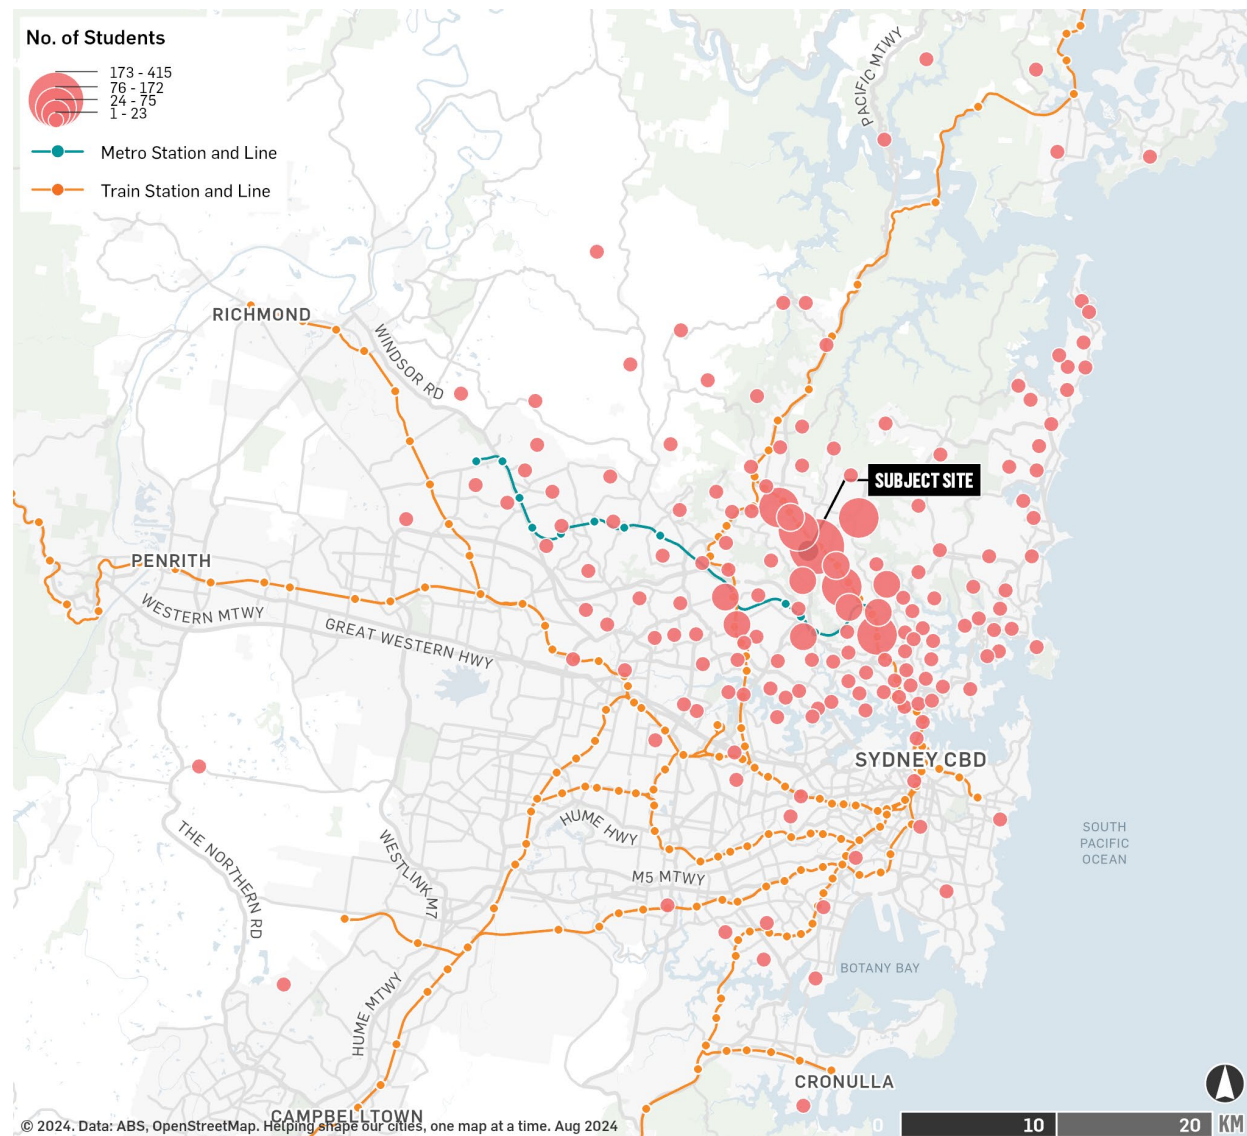 No. of Students
173 - 415
76 - 172
24 - 75
1 - 23
Metro Station and Line
Train Station and Line
PACIFIC MTWY
RICHMOND
WINDSOR RD
SUBJECT SITE
PENRITH
WESTERN MTWY
GREAT WESTERN HWY
SYDNEY CBD
HUME HWY
THE NORTHERN RD
WESTLINK M7
M5 MTWY
SOUTH
PACIFIC
OCEAN
BOTANY BAY
HUME MTWY
CRONULLA
CAMPBELLTOWN
© 2024. Data: ABS, OpenStreetMap. Helping shape our cities, one map at a time. Aug 2024
0 10 20 KM